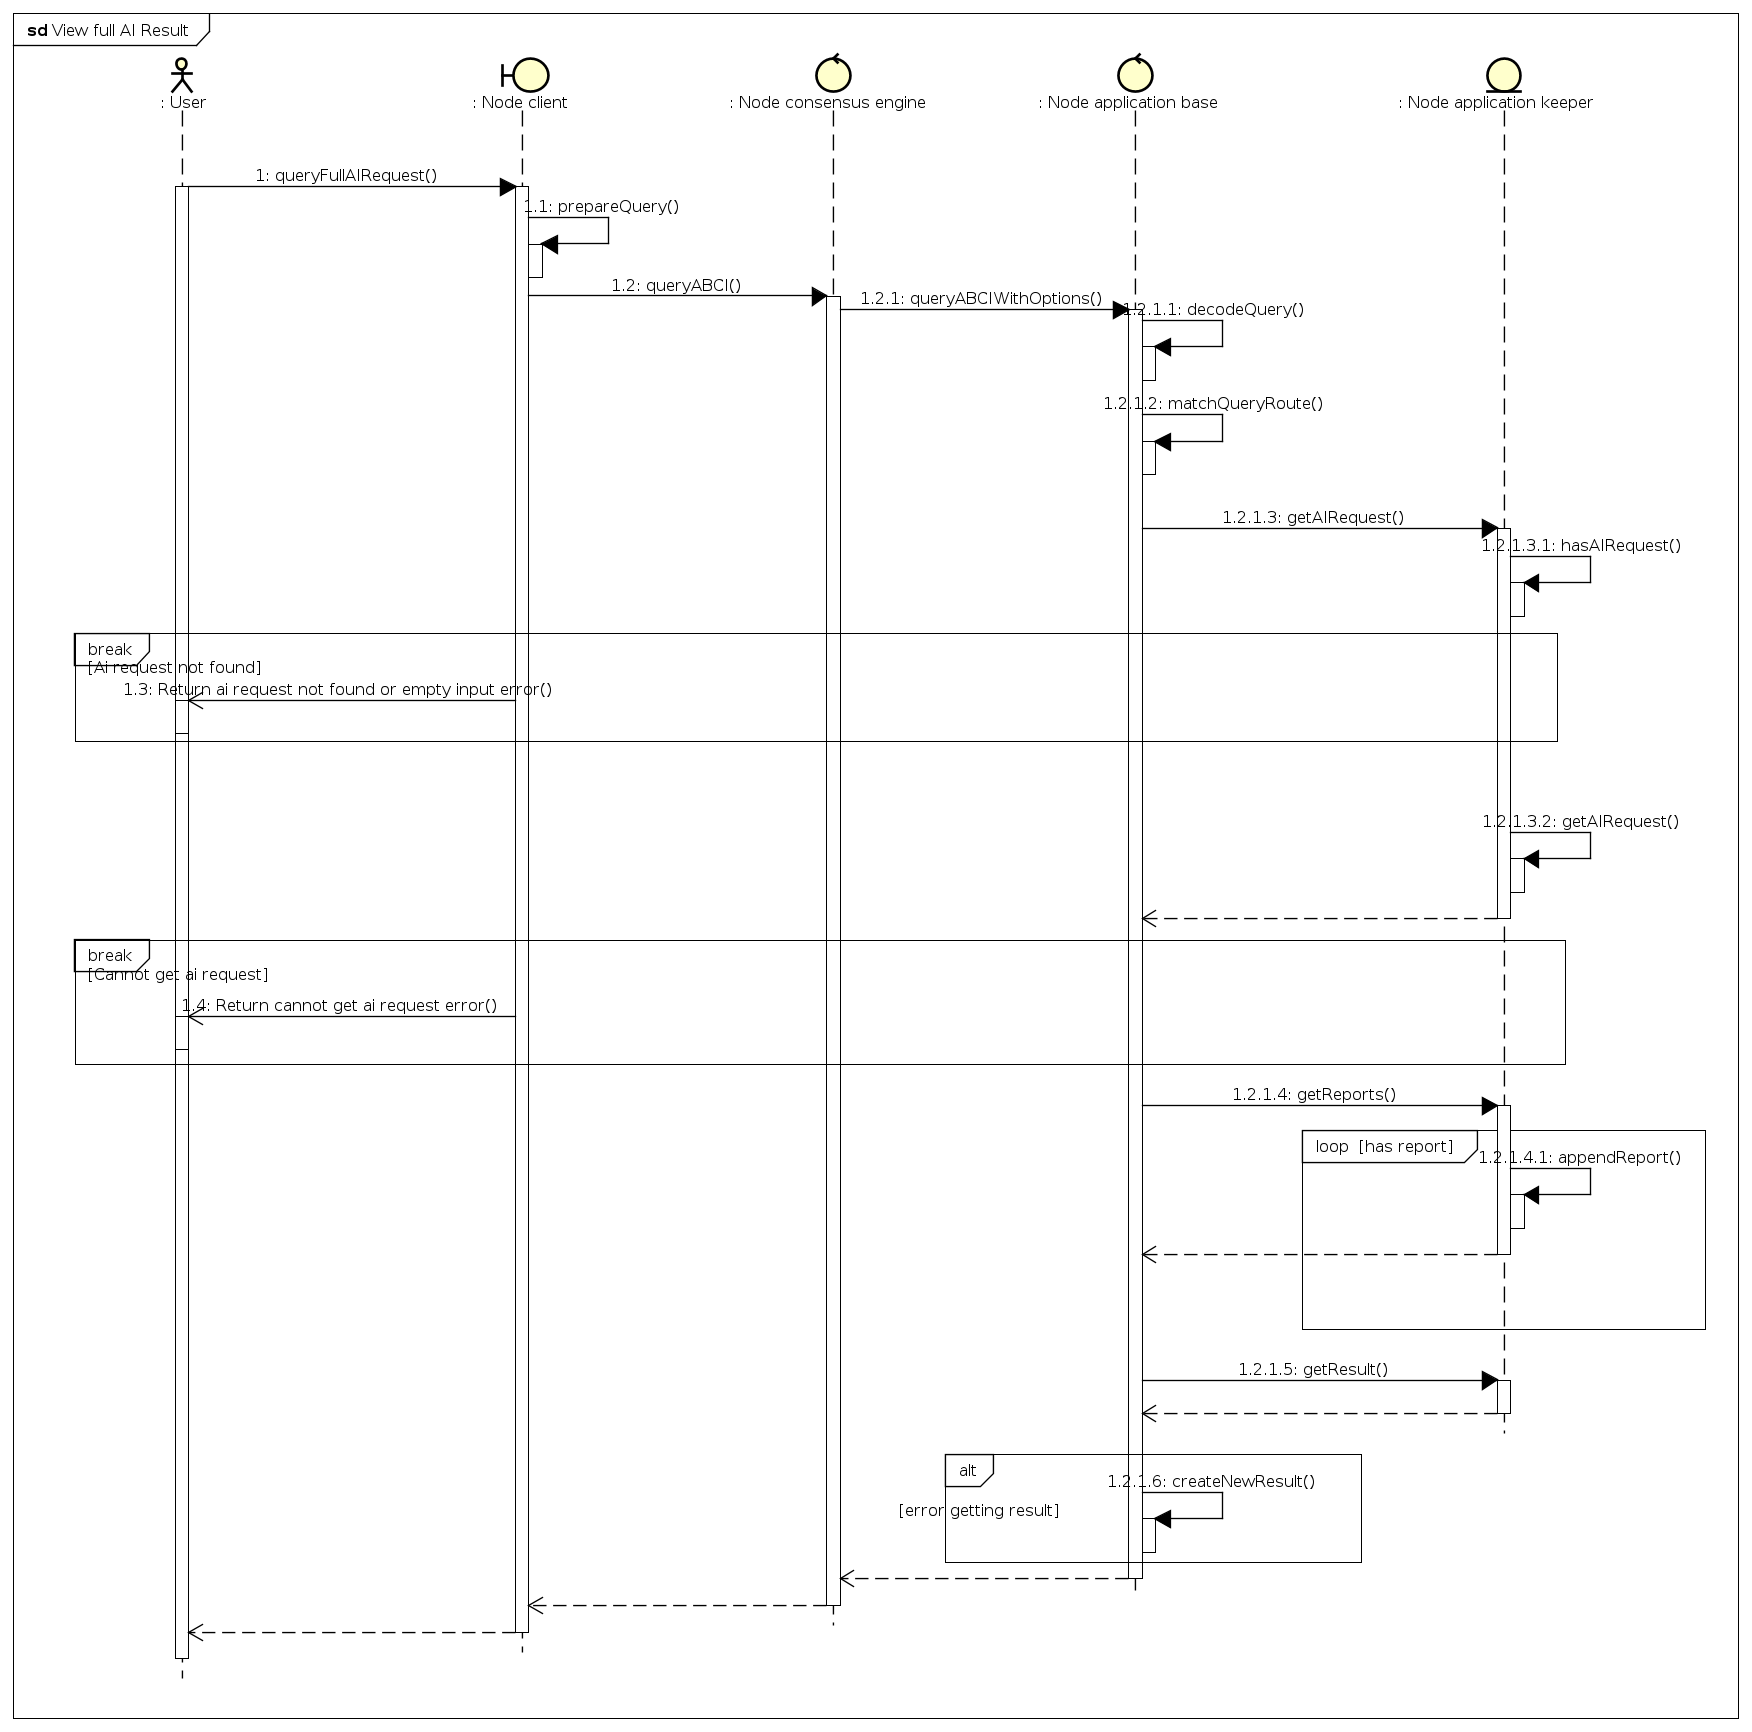 sd View full AI Result
: User
: Node client
: Node consensus engine
: Node application base
: Node application keeper
1: queryFullAIRequest()
1.1: prepareQuery()
1.2: queryABCI()
1.2.1: queryABCIWithOptions()
1.2.1.1: decodeQuery()
1.2.1.2: matchQueryRoute()
1.2.1.3: getAIRequest()
1.2.1.3.1: hasAIRequest()
break
[Ai request not found]
1.3: Return ai request not found or empty input error()
1.2.1.3.2: getAIRequest()
break
[Cannot get ai request]
1.4: Return cannot get ai request error()
1.2.1.4: getReports()
loop [has report]
1.2.1.4.1: appendReport()
1.2.1.5: getResult()
alt
1.2.1.6: createNewResult()
[error getting result]